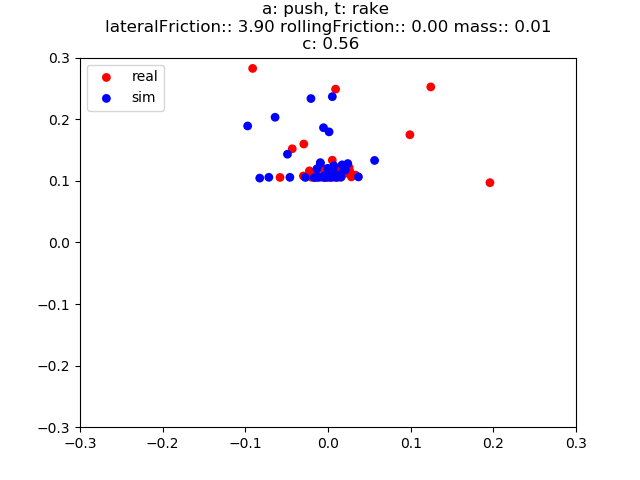 a: push, t: rake
lateralFriction:: 3.90 rollingFriction:: 0.00 mass:: 0.01
c: 0.56
real
sim
0.3
0.2
0.1
0.0
−0.1
−0.2
−0.3
−0.3 −0.2 −0.1 0.0 0.1 0.2 0.3